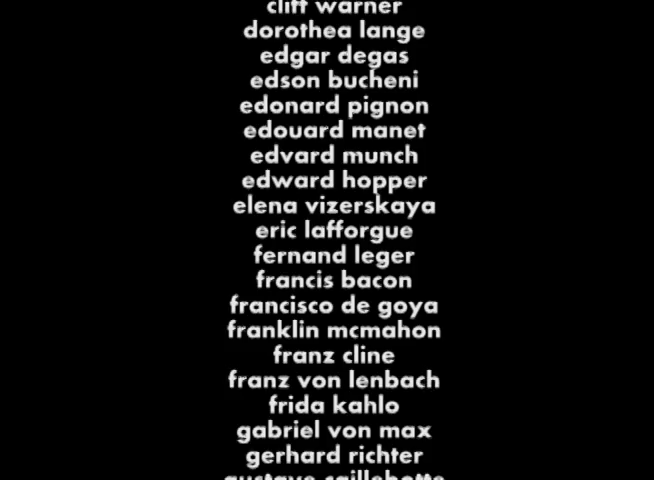 cliff warner
dorothea lange
edgar degas
edson bucheni
edonard pignon
edouard manet
edvard munch
edward hopper
elena vizerskaya
eric lafforgue
fernand leger
francis bacon
francisco de goya
franklin mcmahon
franz cline
franz von lenbach
frida kahlo
gabriel von max
gerhard richter
gustave caillebotte